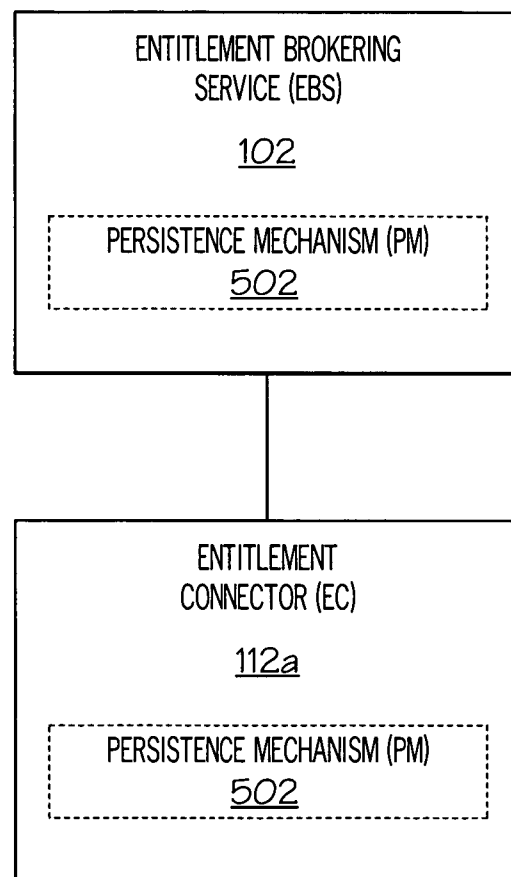 ENTITLEMENT BROKERING
SERVICE (EBS)
102
PERSISTENCE MECHANISM (PM)
502
ENTITLEMENT
CONNECTOR (EC)
112a
PERSISTENCE MECHANISM (PM)
502